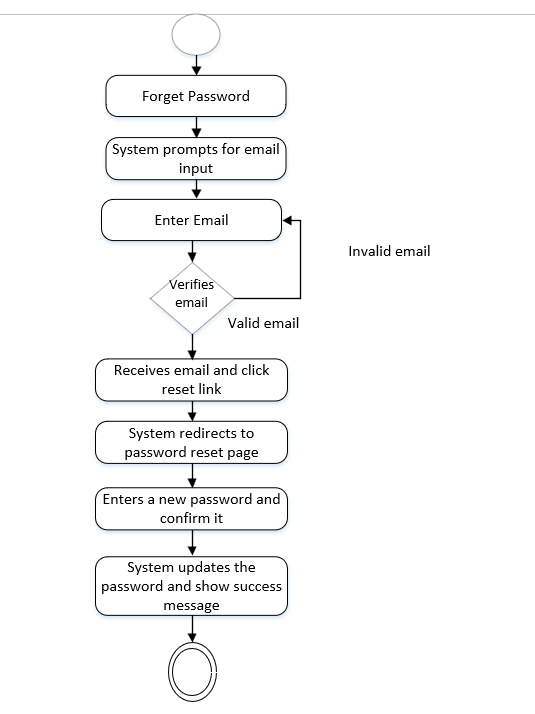 Forget Password
System prompts for email
input
Enter Email
Invalid email
Verifies
email
Valid email
Receives email and click
reset link
System redirects to
password reset page
Enters a new password and
confirm it
System updates the
password and show success
message